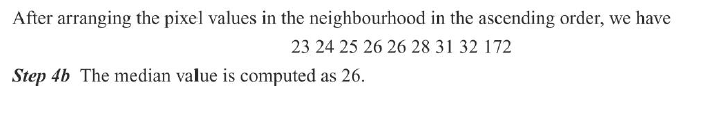 After arranging the pixel values in the neighbourhood in the ascending order, we have
23 24 25 26 26 28 31 32 172
Step 4b The median value is computed as 26.